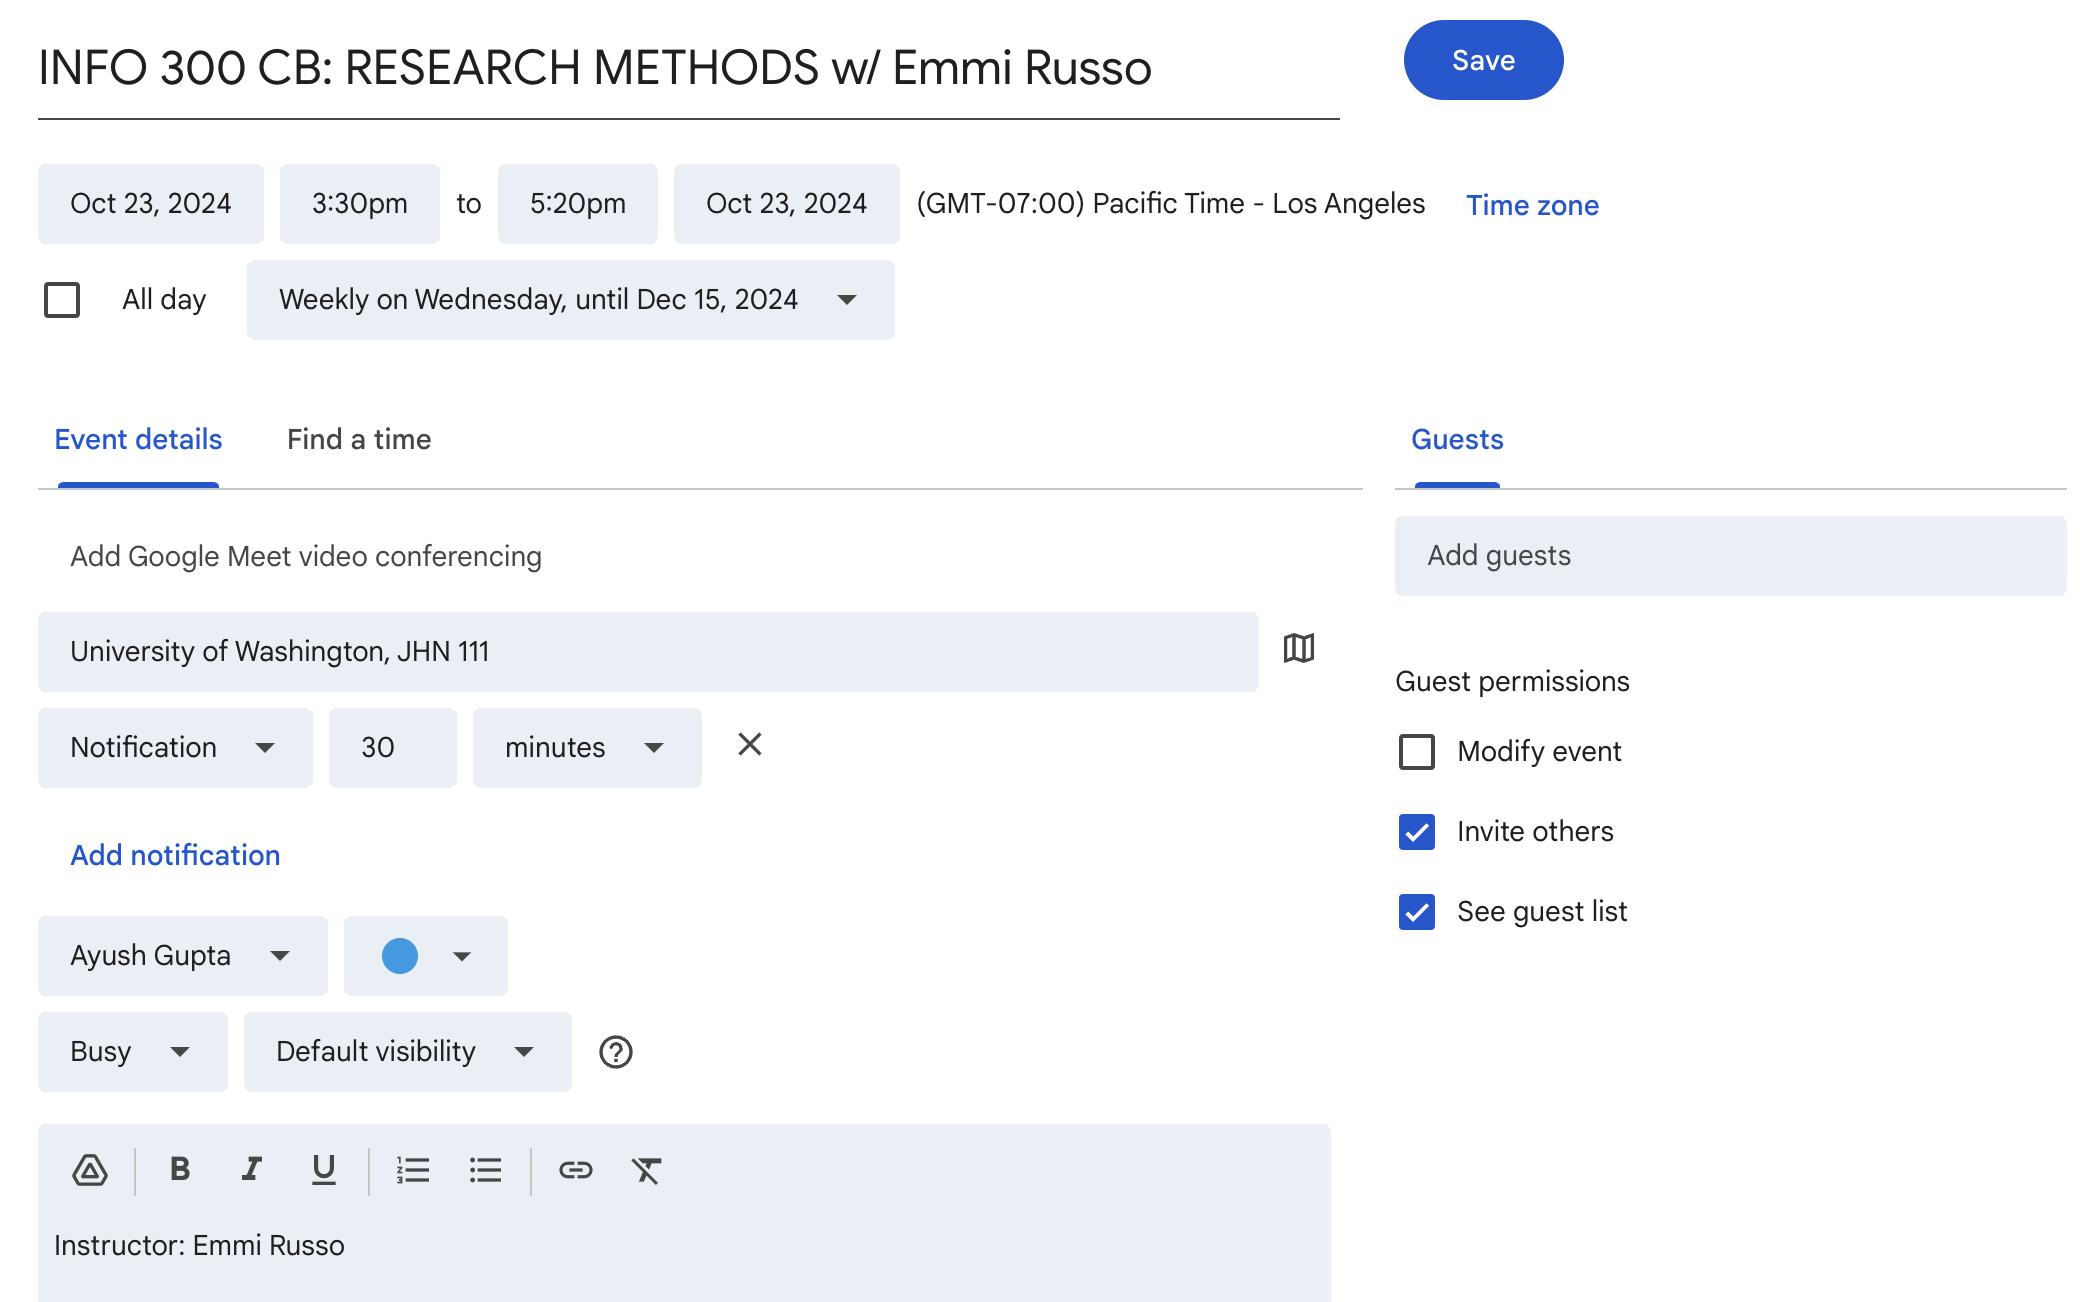 INFO 300 CB: RESEARCH METHODS w/ Emmi Russo
Save
Oct 23, 2024 3:30pm to 5:20pm Oct 23, 2024 (GMT-07:00) Pacific Time - Los Angeles Time zone
All day Weekly on Wednesday, until Dec 15, 2024
Event details Find a time
Guests
Add Google Meet video conferencing
Add guests
University of Washington, JHN 111
Guest permissions
Notification 30 minutes
Modify event
Invite others
Add notification
See guest list
Ayush Gupta
Busy Default visibility
B I U
Instructor: Emmi Russo